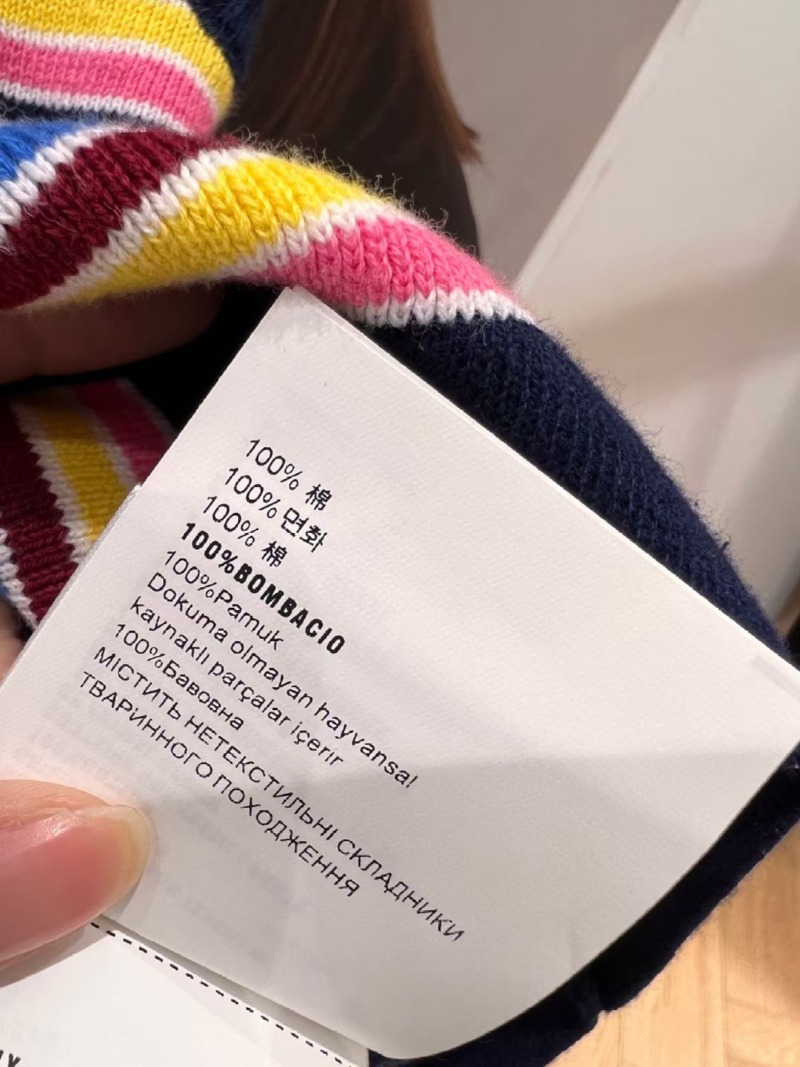 100% 棉
100% 면화
100% 棉
100%BOMBACIO
100%Pamuk
Dokuma olmayan hayvansal
kaynaklı parçalar içerir
100%Бавовна
МІСТИТЬ НЕТЕКСТИЛЬНІ СКЛАДНИКИ
ТВАРИННОГО ПОХОДЖЕННЯ